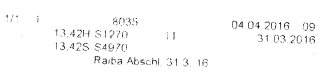 1/1 1 8035 04.04.2016 09
13,42H S1270 11 31.03.2016
13,42S S4970
Raiba Abschl. 31.3.16